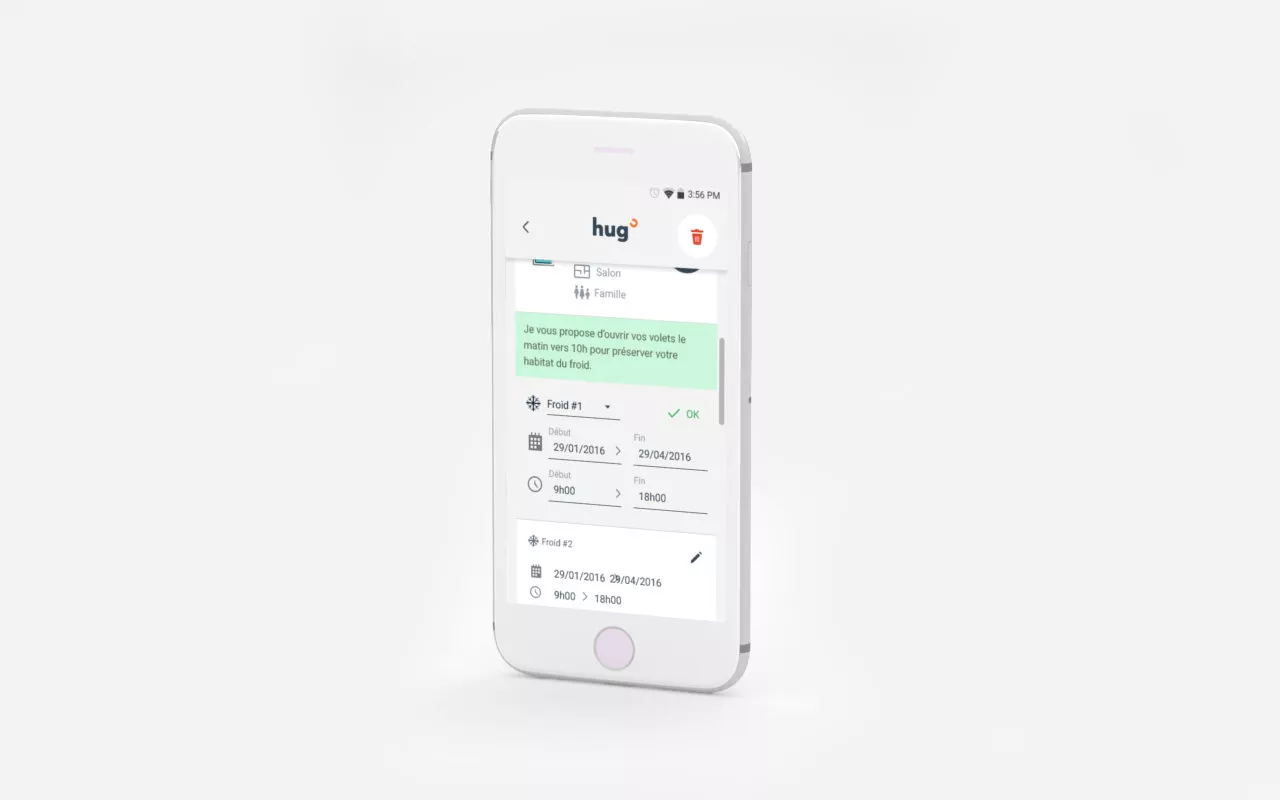 3:56 PM
hug
Salon
Famille
Je vous propose d'ouvrir vos volets le
matin vers 10h pour préserver votre
habitat du froid.
Froid #1
OK
Début
Fin
29/01/2016
29/04/2016
Début
Fin
9h00
18h00
Froid #2
29/01/2016 29/04/2016
9h00 > 18h00